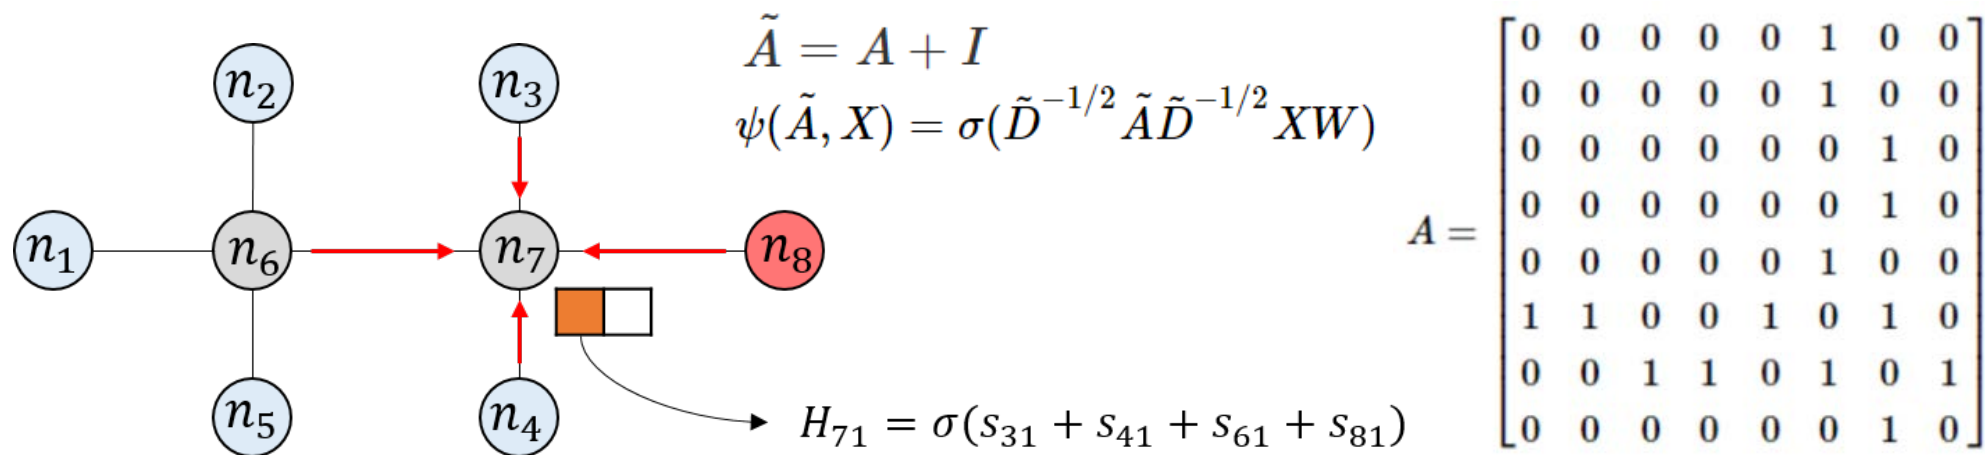 n₂
n₃
n₁
n₆
n₇
n₈
n₅
n₄
Ã = A + I
ψ(Ã, X) = σ(D̃^{-1/2} Ã D̃^{-1/2} XW)
H₇₁ = σ(s₃₁ + s₄₁ + s₆₁ + s₈₁)
A =
0 0 0 0 0 1 0 0
0 0 0 0 0 1 0 0
0 0 0 0 0 0 1 0
0 0 0 0 0 0 1 0
0 0 0 0 0 1 0 0
1 1 0 0 1 0 1 0
0 0 1 1 0 1 0 1
0 0 0 0 0 0 1 0